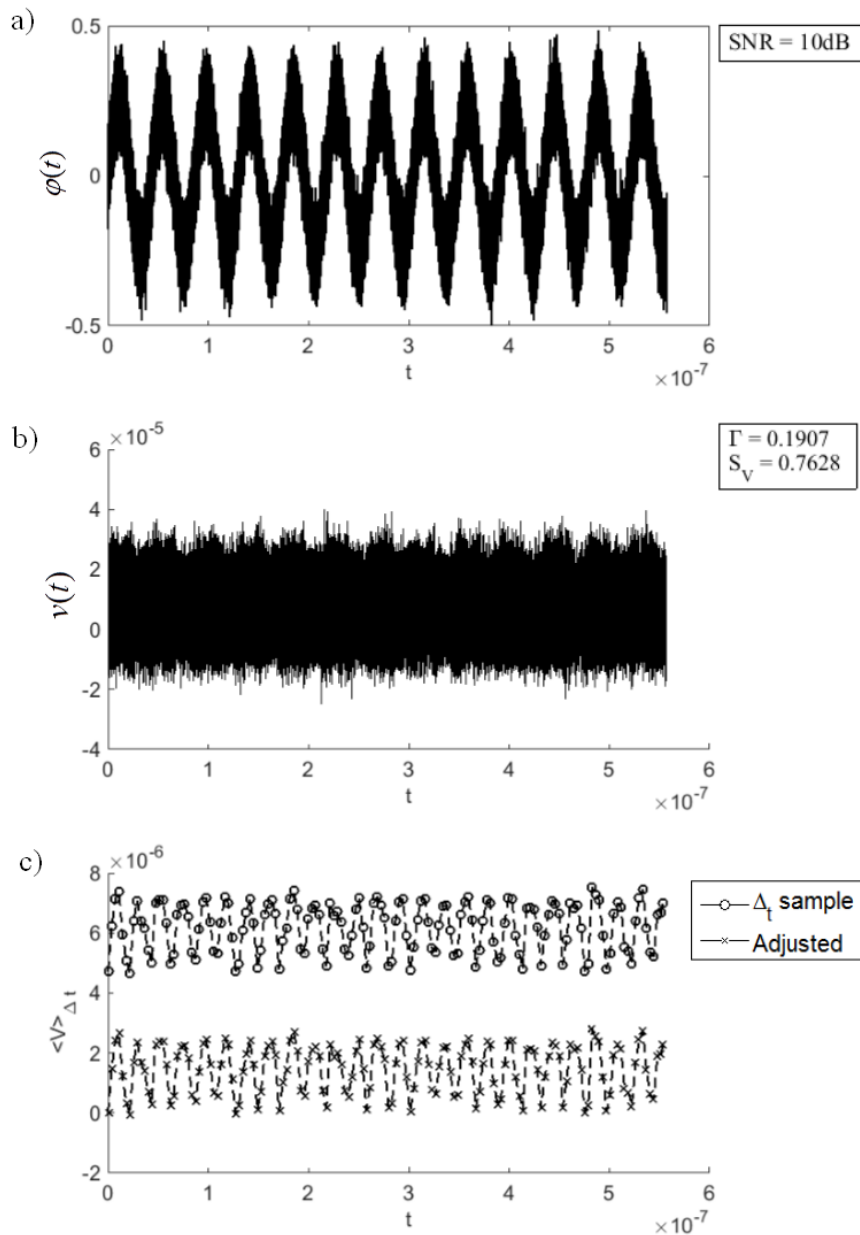 a)
SNR = 10dB
0.5
0
-0.5
φ(t)
0 1 2 3 4 5 6
t
×10⁻⁷
b)
×10⁻⁵
Γ = 0.1907
S_V = 0.7628
6
4
2
0
-2
-4
v(t)
0 1 2 3 4 5 6
t
×10⁻⁷
c)
×10⁻⁶
Δ_t sample
Adjusted
8
6
4
2
0
-2
<V>_Δt
0 1 2 3 4 5 6
t
×10⁻⁷